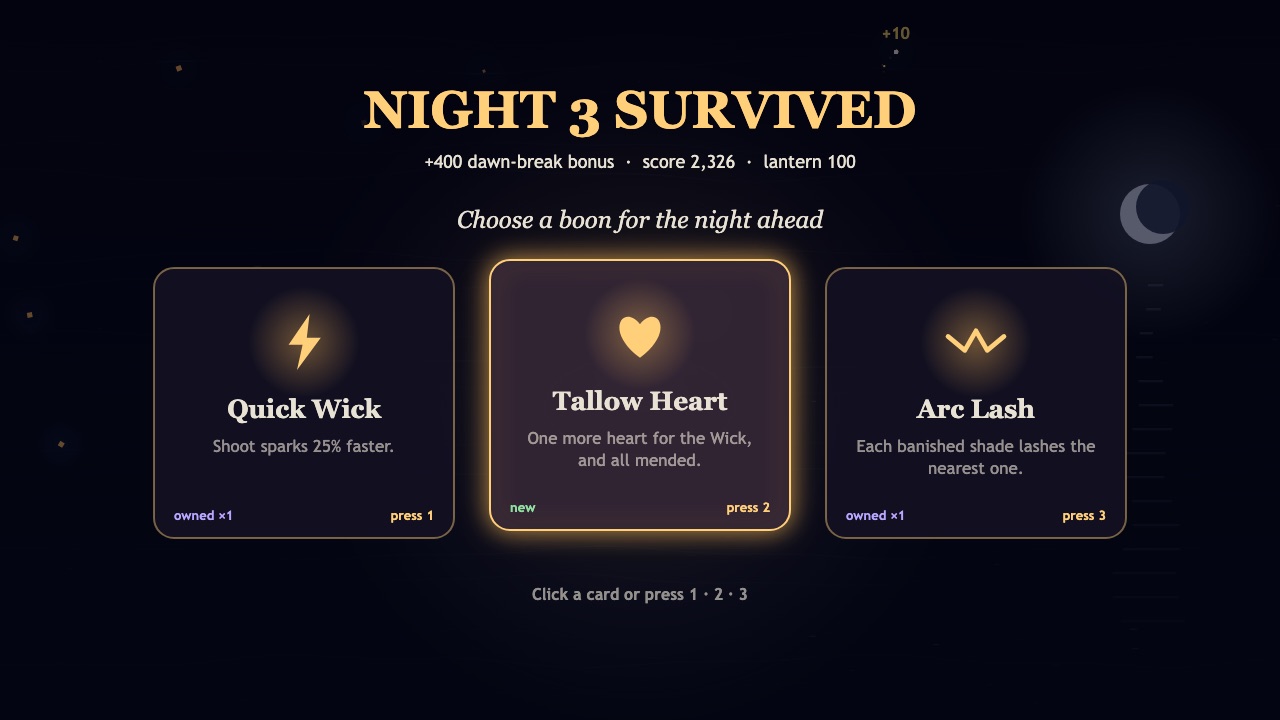 +10
NIGHT 3 SURVIVED
+400 dawn-break bonus · score 2,326 · lantern 100
Choose a boon for the night ahead
Quick Wick
Shoot sparks 25% faster.
owned ×1
press 1
Tallow Heart
One more heart for the Wick,
and all mended.
new
press 2
Arc Lash
Each banished shade lashes the
nearest one.
owned ×1
press 3
Click a card or press 1 · 2 · 3